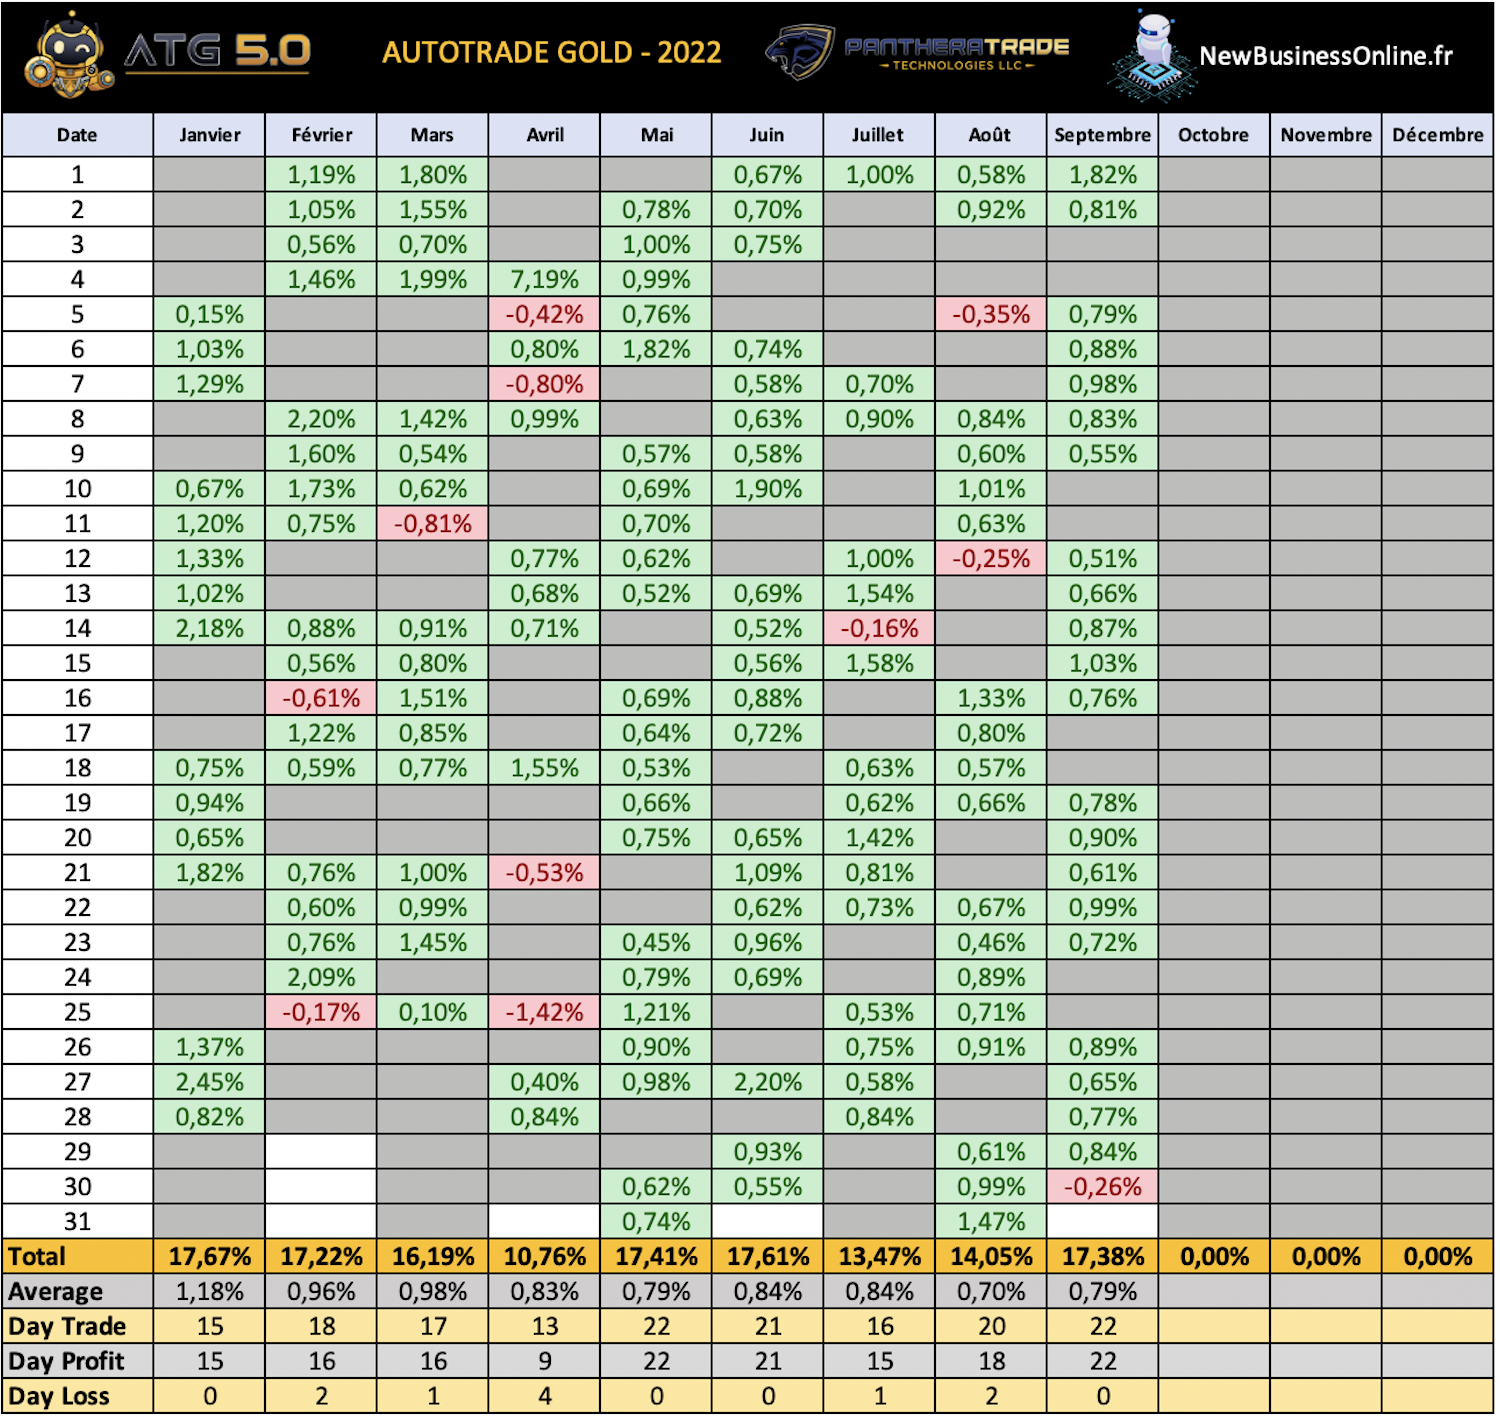 ATG 5.0 AUTOTRADE GOLD - 2022 PANTHERATRADE TECHNOLOGIES LLC NewBusinessOnline.fr
Date Janvier Février Mars Avril Mai Juin Juillet Août Septembre Octobre Novembre Décembre
1 1,19% 1,80% 0,67% 1,00% 0,58% 1,82%
2 1,05% 1,55% 0,78% 0,70% 0,92% 0,81%
3 0,56% 0,70% 1,00% 0,75%
4 1,46% 1,99% 7,19% 0,99%
5 0,15% -0,42% 0,76% -0,35% 0,79%
6 1,03% 0,80% 1,82% 0,74% 0,88%
7 1,29% -0,80% 0,58% 0,70% 0,98%
8 2,20% 1,42% 0,99% 0,63% 0,90% 0,84% 0,83%
9 1,60% 0,54% 0,57% 0,58% 0,60% 0,55%
10 0,67% 1,73% 0,62% 0,69% 1,90% 1,01%
11 1,20% 0,75% -0,81% 0,70% 0,63%
12 1,33% 0,77% 0,62% 1,00% -0,25% 0,51%
13 1,02% 0,68% 0,52% 0,69% 1,54% 0,66%
14 2,18% 0,88% 0,91% 0,71% 0,52% -0,16% 0,87%
15 0,56% 0,80% 0,56% 1,58% 1,03%
16 -0,61% 1,51% 0,69% 0,88% 1,33% 0,76%
17 1,22% 0,85% 0,64% 0,72% 0,80%
18 0,75% 0,59% 0,77% 1,55% 0,53% 0,63% 0,57%
19 0,94% 0,66% 0,62% 0,66% 0,78%
20 0,65% 0,75% 0,65% 1,42% 0,90%
21 1,82% 0,76% 1,00% -0,53% 1,09% 0,81% 0,61%
22 0,60% 0,99% 0,62% 0,73% 0,67% 0,99%
23 0,76% 1,45% 0,45% 0,96% 0,46% 0,72%
24 2,09% 0,79% 0,69% 0,89%
25 -0,17% 0,10% -1,42% 1,21% 0,53% 0,71%
26 1,37% 0,90% 0,75% 0,91% 0,89%
27 2,45% 0,40% 0,98% 2,20% 0,58% 0,65%
28 0,82% 0,84% 0,84% 0,77%
29 0,93% 0,61% 0,84%
30 0,62% 0,55% 0,99% -0,26%
31 0,74% 1,47%
Total 17,67% 17,22% 16,19% 10,76% 17,41% 17,61% 13,47% 14,05% 17,38% 0,00% 0,00% 0,00%
Average 1,18% 0,96% 0,98% 0,83% 0,79% 0,84% 0,84% 0,70% 0,79%
Day Trade 15 18 17 13 22 21 16 20 22
Day Profit 15 16 16 9 22 21 15 18 22
Day Loss 0 2 1 4 0 0 1 2 0